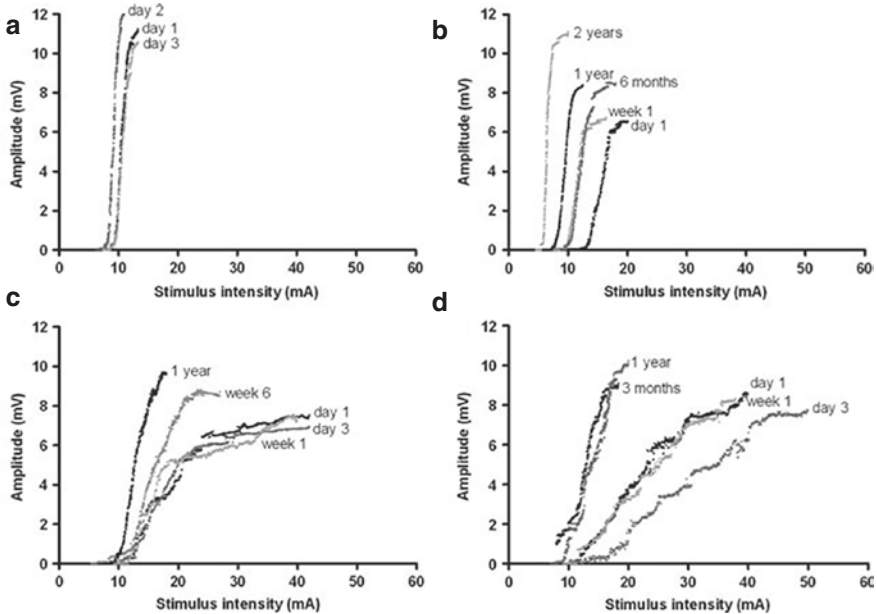 a
12
10
8
6
4
2
0
Amplitude (mV)
day 2
day 1
day 3
0 10 20 30 40 50 60
Stimulus intensity (mA)
b
12
10
8
6
4
2
0
Amplitude (mV)
2 years
1 year
6 months
week 1
day 1
0 10 20 30 40 50 60
Stimulus intensity (mA)
c
12
10
8
6
4
2
0
Amplitude (mV)
1 year
week 6
day 1
day 3
week 1
0 10 20 30 40 50 60
Stimulus intensity (mA)
d
12
10
8
6
4
2
0
Amplitude (mV)
1 year
3 months
day 1
week 1
day 3
0 10 20 30 40 50 60
Stimulus intensity (mA)